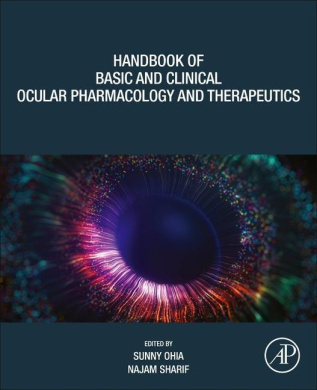 HANDBOOK OF
BASIC AND CLINICAL
OCULAR PHARMACOLOGY AND THERAPEUTICS
EDITED BY
SUNNY OHIA
NAJAM SHARIF
AP